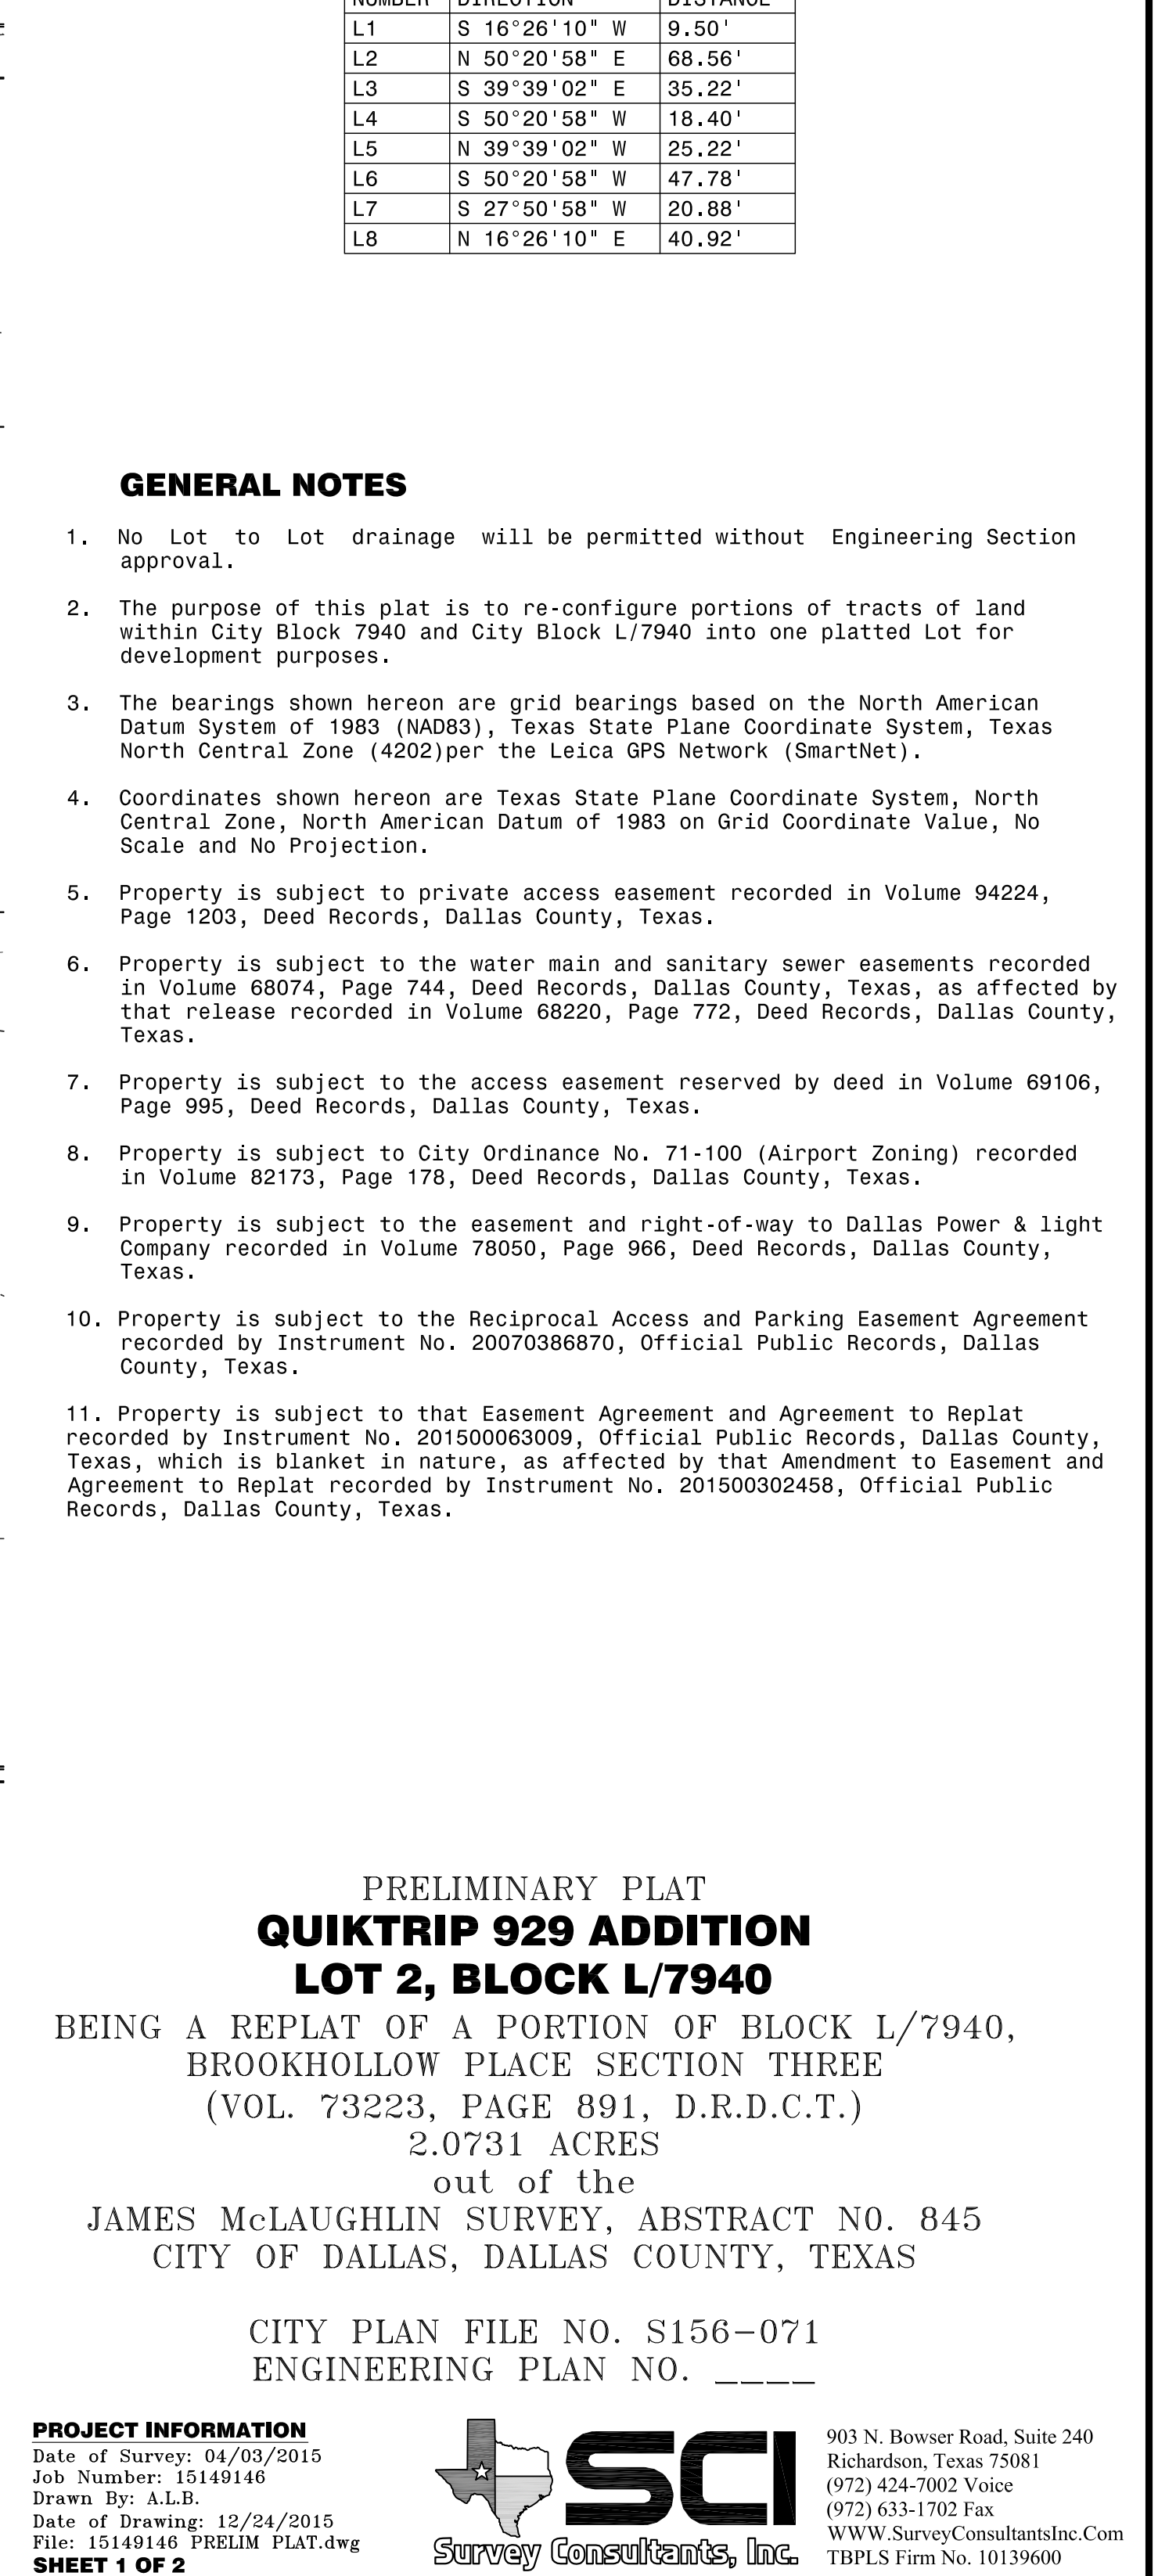 NUMBER DIRECTION DISTANCE
L1 S 16°26'10" W 9.50'
L2 N 50°20'58" E 68.56'
L3 S 39°39'02" E 35.22'
L4 S 50°20'58" W 18.40'
L5 N 39°39'02" W 25.22'
L6 S 50°20'58" W 47.78'
L7 S 27°50'58" W 20.88'
L8 N 16°26'10" E 40.92'
GENERAL NOTES
1. No Lot to Lot drainage will be permitted without Engineering Section
approval.
2. The purpose of this plat is to re-configure portions of tracts of land
within City Block 7940 and City Block L/7940 into one platted Lot for
development purposes.
3. The bearings shown hereon are grid bearings based on the North American
Datum System of 1983 (NAD83), Texas State Plane Coordinate System, Texas
North Central Zone (4202)per the Leica GPS Network (SmartNet).
4. Coordinates shown hereon are Texas State Plane Coordinate System, North
Central Zone, North American Datum of 1983 on Grid Coordinate Value, No
Scale and No Projection.
5. Property is subject to private access easement recorded in Volume 94224,
Page 1203, Deed Records, Dallas County, Texas.
6. Property is subject to the water main and sanitary sewer easements recorded
in Volume 68074, Page 744, Deed Records, Dallas County, Texas, as affected by
that release recorded in Volume 68220, Page 772, Deed Records, Dallas County,
Texas.
7. Property is subject to the access easement reserved by deed in Volume 69106,
Page 995, Deed Records, Dallas County, Texas.
8. Property is subject to City Ordinance No. 71-100 (Airport Zoning) recorded
in Volume 82173, Page 178, Deed Records, Dallas County, Texas.
9. Property is subject to the easement and right-of-way to Dallas Power & light
Company recorded in Volume 78050, Page 966, Deed Records, Dallas County,
Texas.
10. Property is subject to the Reciprocal Access and Parking Easement Agreement
recorded by Instrument No. 20070386870, Official Public Records, Dallas
County, Texas.
11. Property is subject to that Easement Agreement and Agreement to Replat
recorded by Instrument No. 201500063009, Official Public Records, Dallas County,
Texas, which is blanket in nature, as affected by that Amendment to Easement and
Agreement to Replat recorded by Instrument No. 201500302458, Official Public
Records, Dallas County, Texas.
PRELIMINARY PLAT
QUIKTRIP 929 ADDITION
LOT 2, BLOCK L/7940
BEING A REPLAT OF A PORTION OF BLOCK L/7940,
BROOKHOLLOW PLACE SECTION THREE
(VOL. 73223, PAGE 891, D.R.D.C.T.)
2.0731 ACRES
out of the
JAMES McLAUGHLIN SURVEY, ABSTRACT NO. 845
CITY OF DALLAS, DALLAS COUNTY, TEXAS
CITY PLAN FILE NO. S156-071
ENGINEERING PLAN NO. ____
PROJECT INFORMATION
Date of Survey: 04/03/2015
Job Number: 15149146
Drawn By: A.L.B.
Date of Drawing: 12/24/2015
File: 15149146 PRELIM PLAT.dwg
SHEET 1 OF 2
SCI
Survey Consultants, Inc.
903 N. Bowser Road, Suite 240
Richardson, Texas 75081
(972) 424-7002 Voice
(972) 633-1702 Fax
WWW.SurveyConsultantsInc.Com
TBPLS Firm No. 10139600